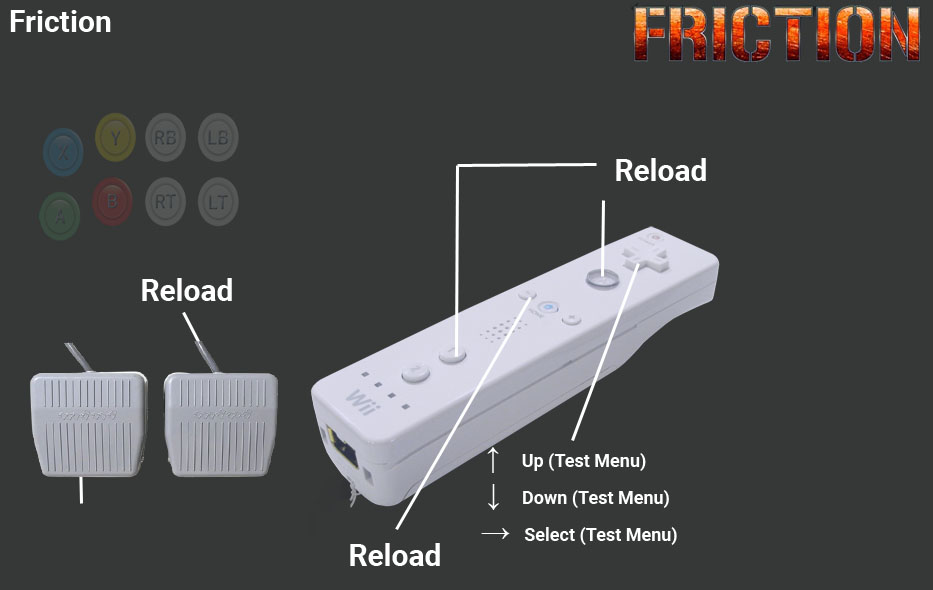 Friction
FRICTION
X
Y
RB
LB
A
B
RT
LT
Reload
Reload
Wii
Up (Test Menu)
Down (Test Menu)
Select (Test Menu)
Reload